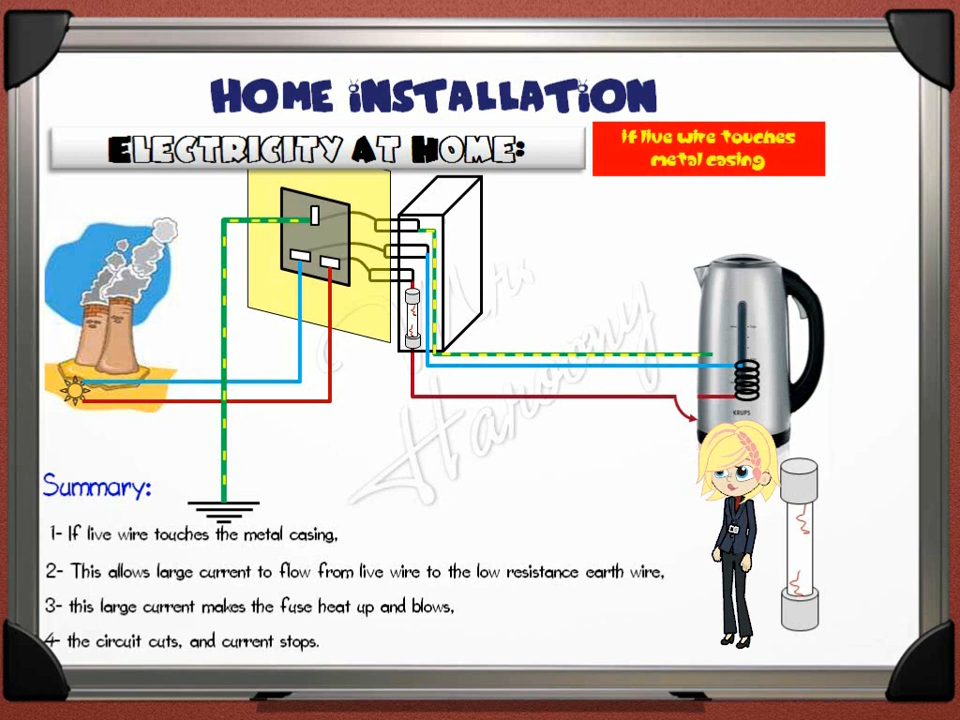 HOME INSTALLATION
ELECTRICITY AT HOME:
If live wire touches
metal casing
Mrs
Harmony
KRUPS
Summary:
1- If live wire touches the metal casing,
2- This allows large current to flow from live wire to the low resistance earth wire,
3- this large current makes the fuse heat up and blows,
4- the circuit cuts, and current stops.